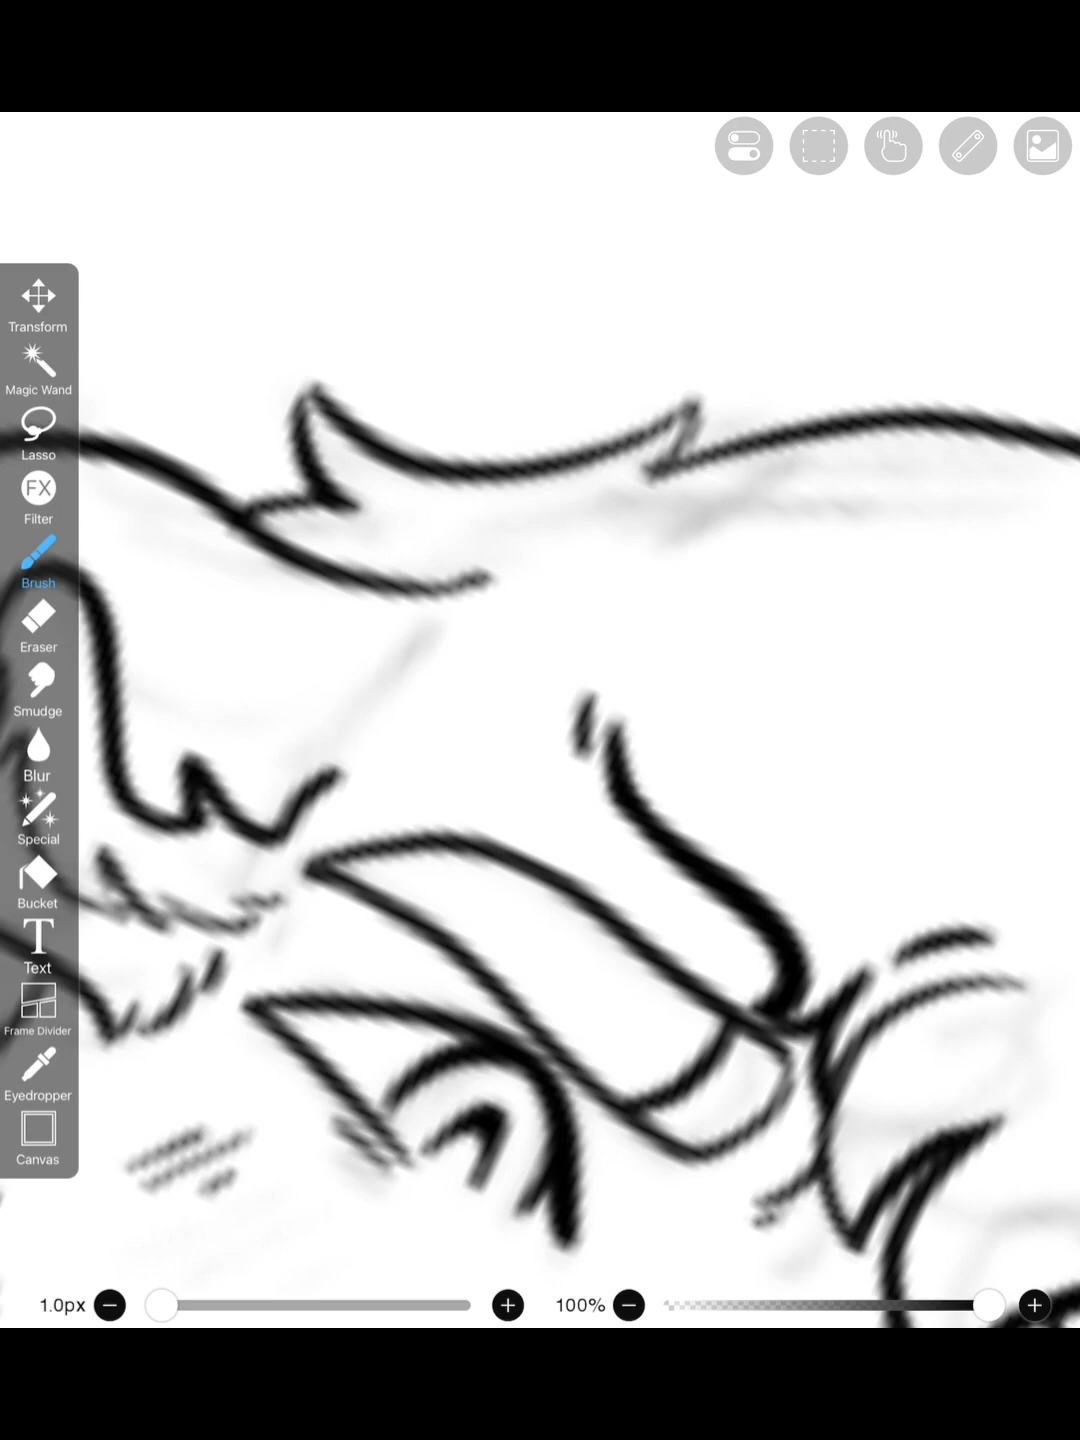 Transform
Magic Wand
Lasso
FX
Filter
Brush
Eraser
Smudge
Blur
Special
Bucket
T
Text
Frame Divider
Eyedropper
Canvas
1.0px
100%